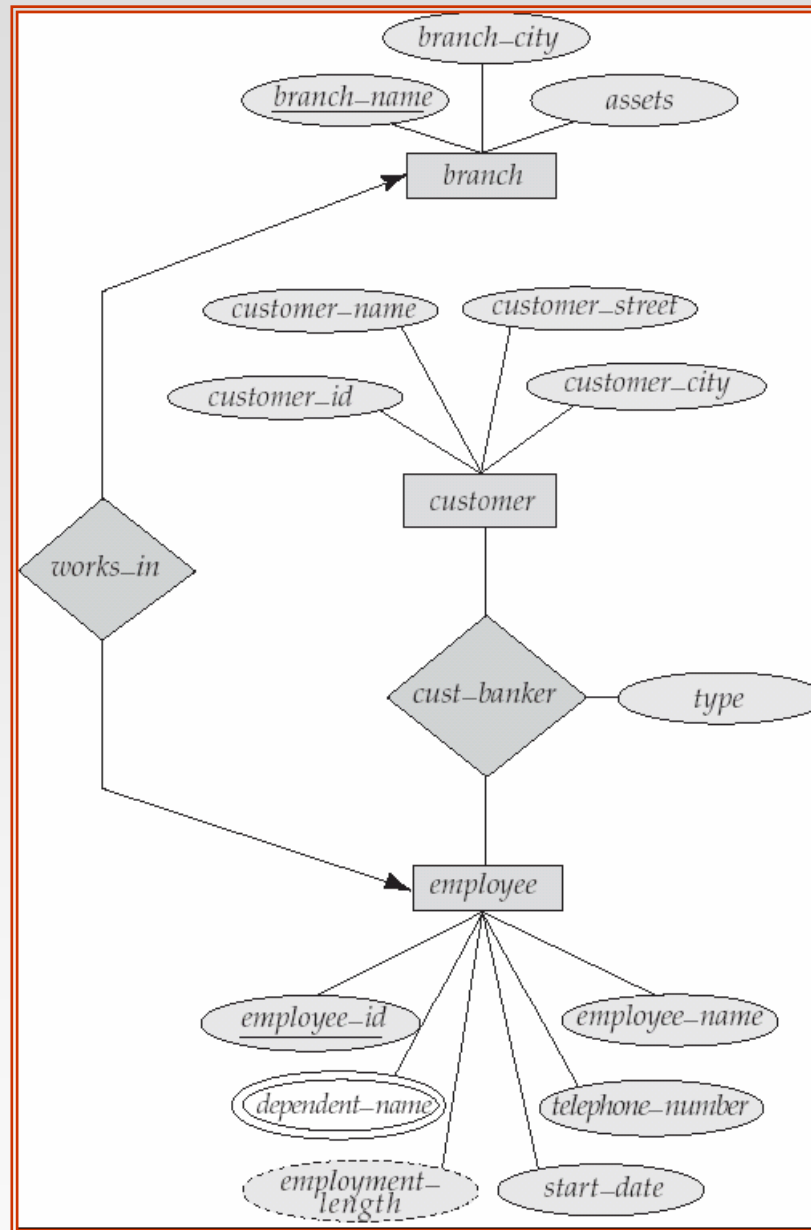 branch_city
branch_name
assets
branch
customer_name
customer_street
customer_id
customer_city
customer
works_in
cust_banker
type
employee
employee_id
employee_name
dependent_name
telephone_number
employment_
length
start_date